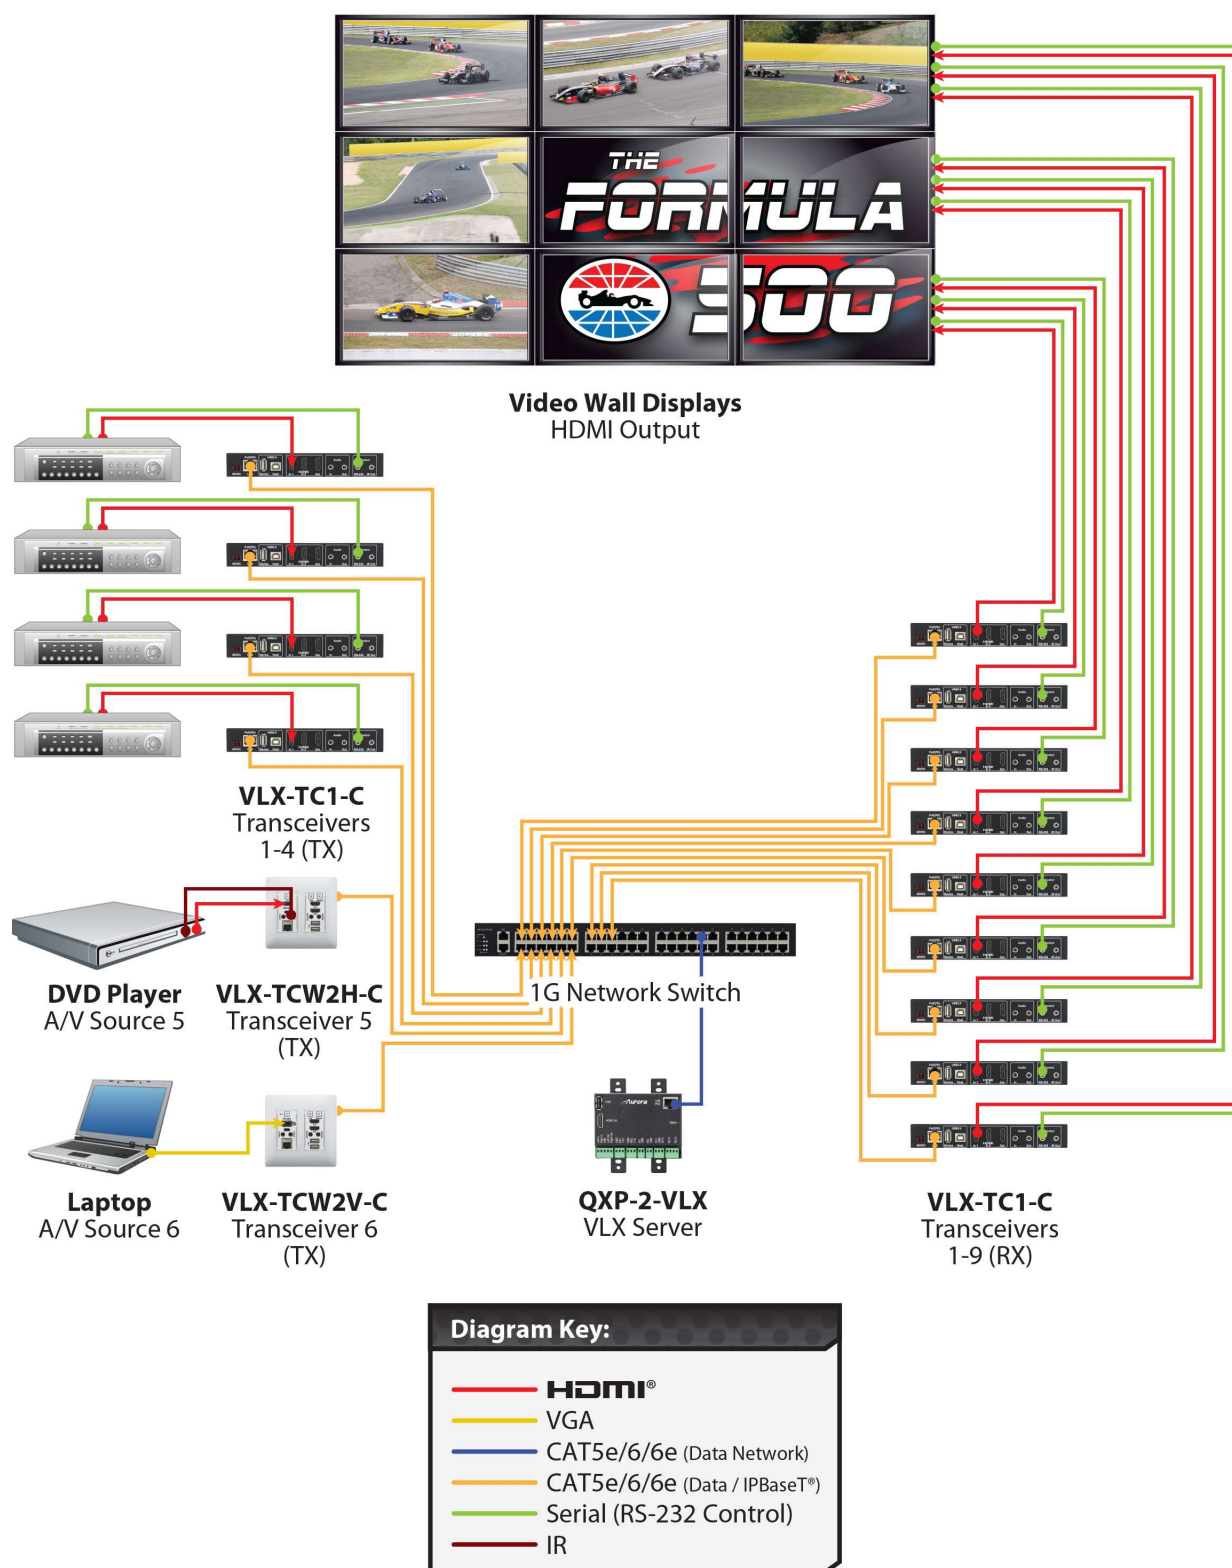 THE
FORMULA
500
Video Wall Displays
HDMI Output
VLX-TC1-C
Transceivers
1-4 (TX)
DVD Player
A/V Source 5
VLX-TCW2H-C
Transceiver 5
(TX)
1G Network Switch
Laptop
A/V Source 6
VLX-TCW2V-C
Transceiver 6
(TX)
Aurora
QXP-2-VLX
VLX Server
VLX-TC1-C
Transceivers
1-9 (RX)
Diagram Key:
HDMI®
VGA
CAT5e/6/6e (Data Network)
CAT5e/6/6e (Data / IPBaseT®)
Serial (RS-232 Control)
IR